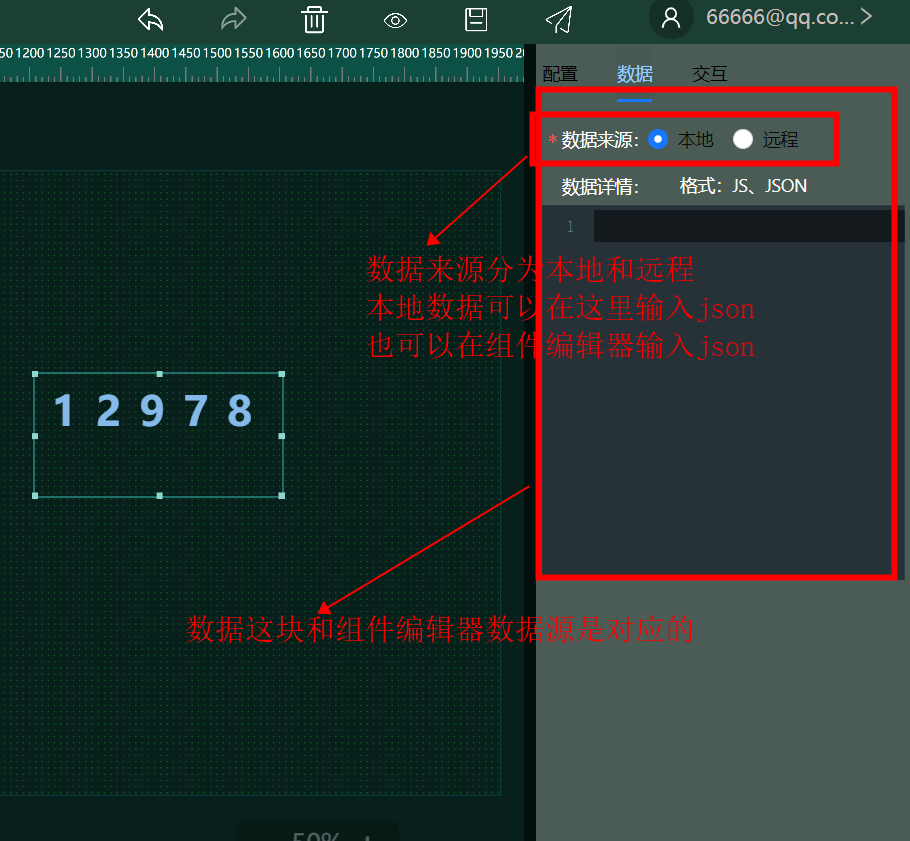 66666@qq.co...
50 1200 1250 1300 1350 1400 1450 1500 1550 1600 1650 1700 1750 1800 1850 1900 1950 20
配置 数据 交互
* 数据来源: 本地 远程
数据详情: 格式: JS、JSON
1
数据来源分为本地和远程
本地数据可以在这里输入json
也可以在组件编辑器输入json
1 2 9 7 8
数据这块和组件编辑器数据源是对应的
50% +